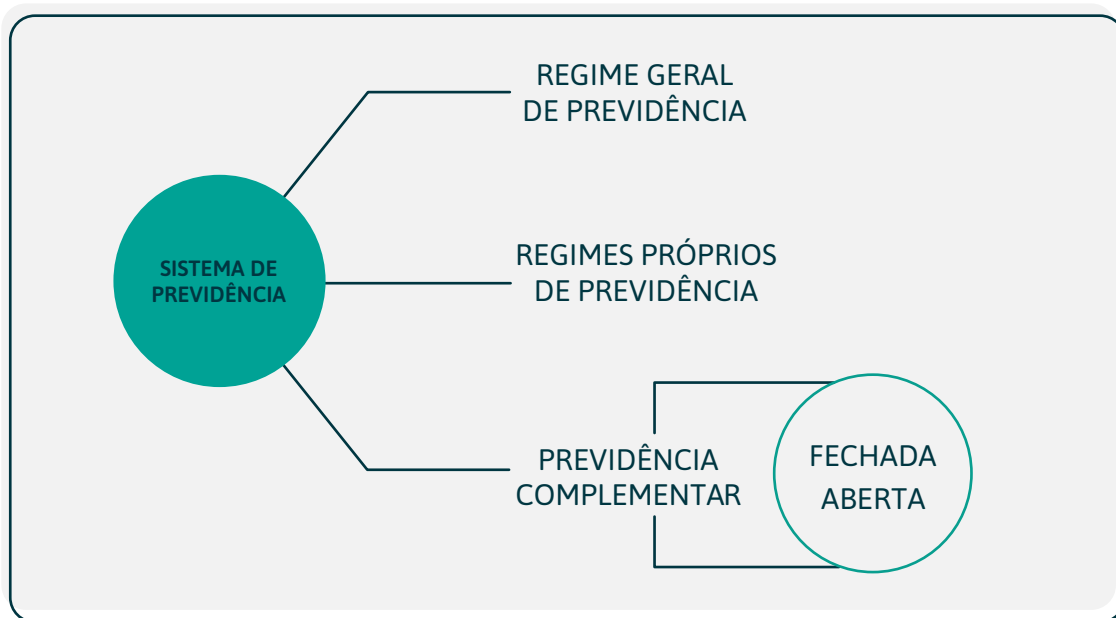 REGIME GERAL
DE PREVIDÊNCIA
SISTEMA DE
PREVIDÊNCIA
REGIMES PRÓPRIOS
DE PREVIDÊNCIA
PREVIDÊNCIA
COMPLEMENTAR
FECHADA
ABERTA